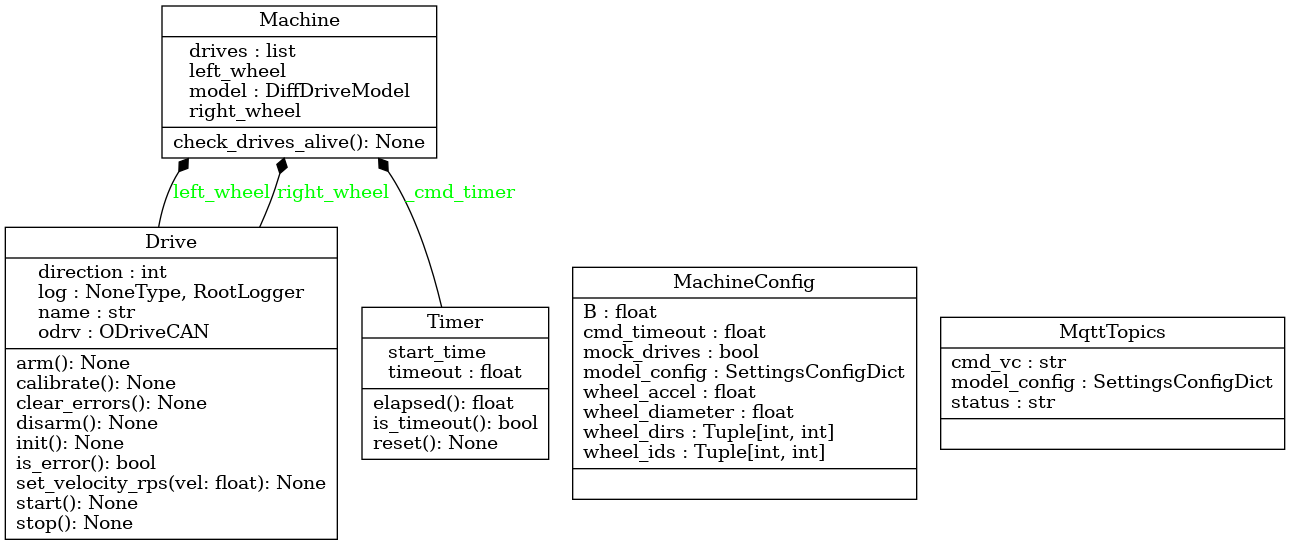 Machine
drives : list
left_wheel
model : DiffDriveModel
right_wheel
check_drives_alive(): None
left_wheel
right_wheel
_cmd_timer
Drive
direction : int
log : NoneType, RootLogger
name : str
odrv : ODriveCAN
arm(): None
calibrate(): None
clear_errors(): None
disarm(): None
init(): None
is_error(): bool
set_velocity_rps(vel: float): None
start(): None
stop(): None
Timer
start_time
timeout : float
elapsed(): float
is_timeout(): bool
reset(): None
MachineConfig
B : float
cmd_timeout : float
mock_drives : bool
model_config : SettingsConfigDict
wheel_accel : float
wheel_diameter : float
wheel_dirs : Tuple[int, int]
wheel_ids : Tuple[int, int]
MqttTopics
cmd_vc : str
model_config : SettingsConfigDict
status : str